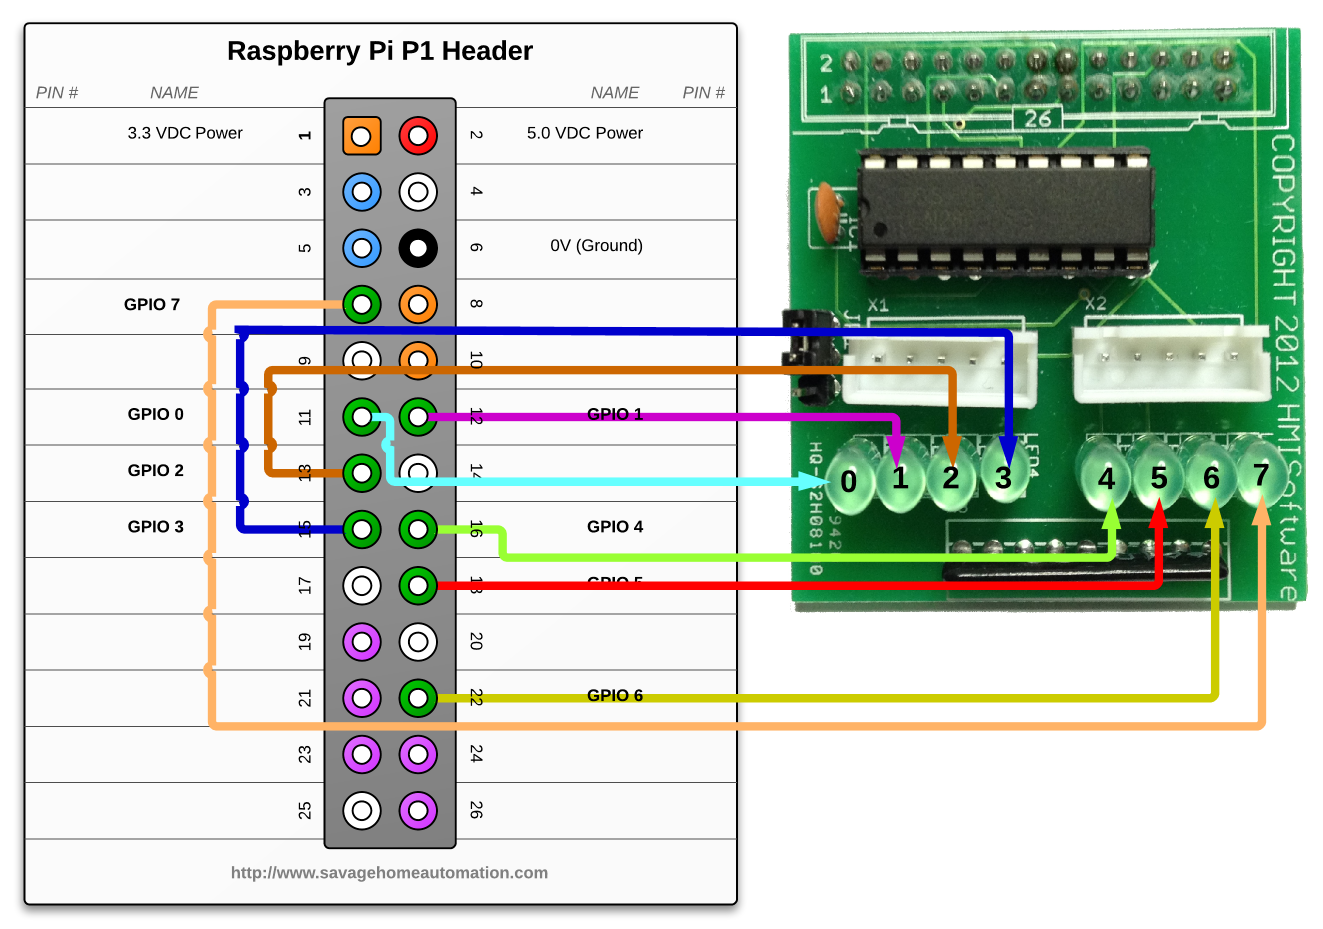 Raspberry Pi P1 Header
PIN # NAME NAME PIN #
3.3 VDC Power 1 2 5.0 VDC Power
3 4
5 6 0V (Ground)
GPIO 7 8
9 10
GPIO 0 11 12 GPIO 1
GPIO 2 13 14
GPIO 3 15 16 GPIO 4
17 18 GPIO 5
19 20
21 22 GPIO 6
23 24
25 26
http://www.savagehomeautomation.com
2
1
26
X1
X2
0 1 2 3 4 5 6 7
COPYRIGHT 2012 HMISoftware